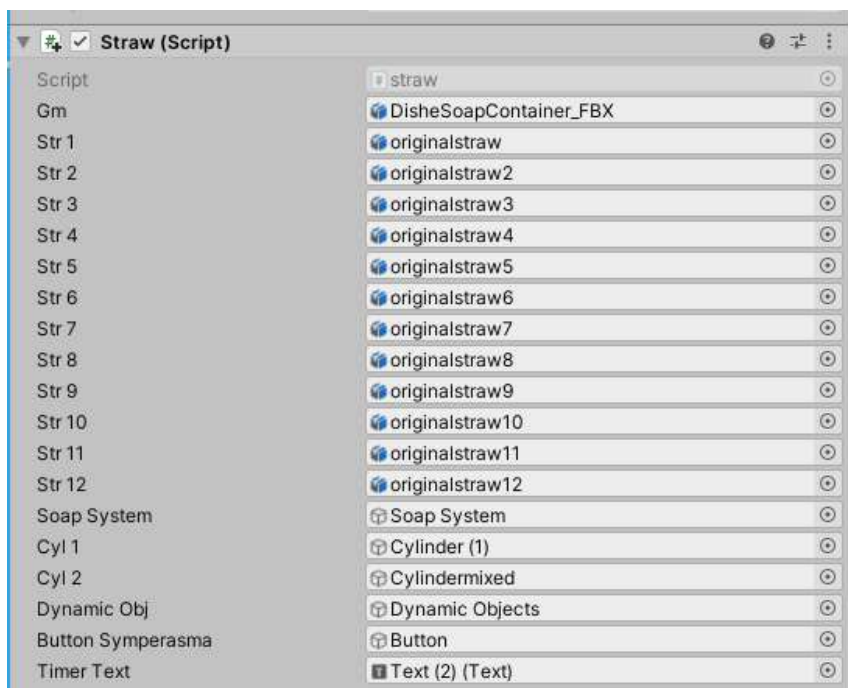 Straw (Script)
Script straw
Gm DisheSoapContainer_FBX
Str 1 originalstraw
Str 2 originalstraw2
Str 3 originalstraw3
Str 4 originalstraw4
Str 5 originalstraw5
Str 6 originalstraw6
Str 7 originalstraw7
Str 8 originalstraw8
Str 9 originalstraw9
Str 10 originalstraw10
Str 11 originalstraw11
Str 12 originalstraw12
Soap System Soap System
Cyl 1 Cylinder (1)
Cyl 2 Cylindermixed
Dynamic Obj Dynamic Objects
Button Symperasma Button
Timer Text Text (2) (Text)